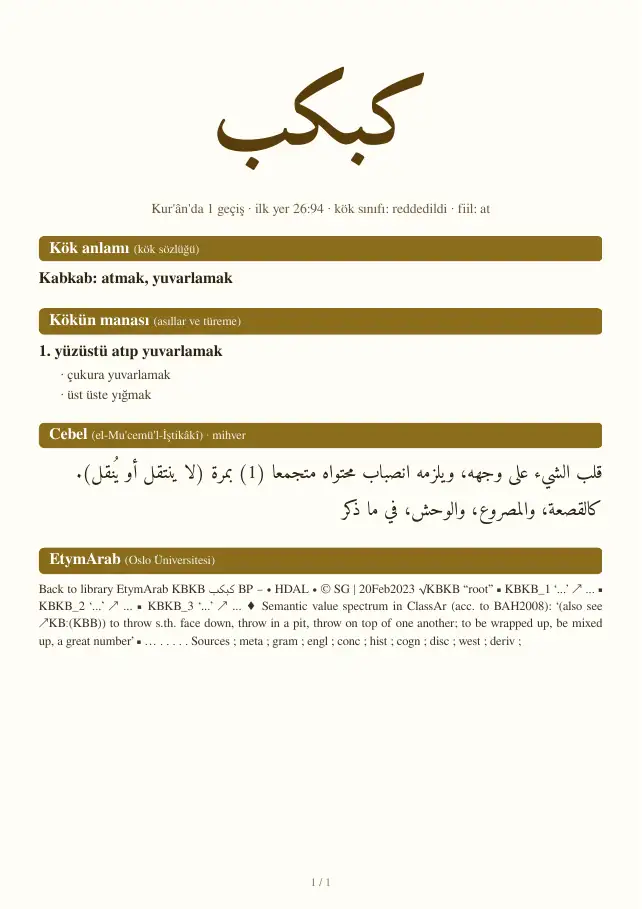 كبكب
Kur'ân'da 1 geçiş · ilk yer 26:94 · kök sınıfı: reddedildi · fiil: at
Kök anlamı (kök sözlüğü)
Kabkab: atmak, yuvarlamak
Kökün manası (asıllar ve türeme)
1. yüzüstü atıp yuvarlamak
· çukura yuvarlamak
· üst üste yığmak
Cebel (el-Mu'cemü'l-İştikâkî) · mihver
قلب الشيء على وجهه، ويلزمه انصباب محتواه متجمعا (1) بمرة (لا ينتقل أو يُنقل).
كالقصعة، والمصروع، والوحش، في ما ذكر
EtymArab (Oslo Üniversitesi)
Back to library EtymArab KBKB كبكب BP – • HDAL • © SG | 20Feb2023 √KBKB “root” ▪ KBKB_1 ‘…’ ↗ ... ▪
KBKB_2 ‘…’ ↗ ... ▪ KBKB_3 ‘…’ ↗ ... ♦ Semantic value spectrum in ClassAr (acc. to BAH2008): ‘(also see
↗KB:(KBB)) to throw s.th. face down, throw in a pit, throw on top of one another; to be wrapped up, be mixed
up, a great number’ ▪ … . . . . . Sources ; meta ; gram ; engl ; conc ; hist ; cogn ; disc ; west ; deriv ;
1 / 1